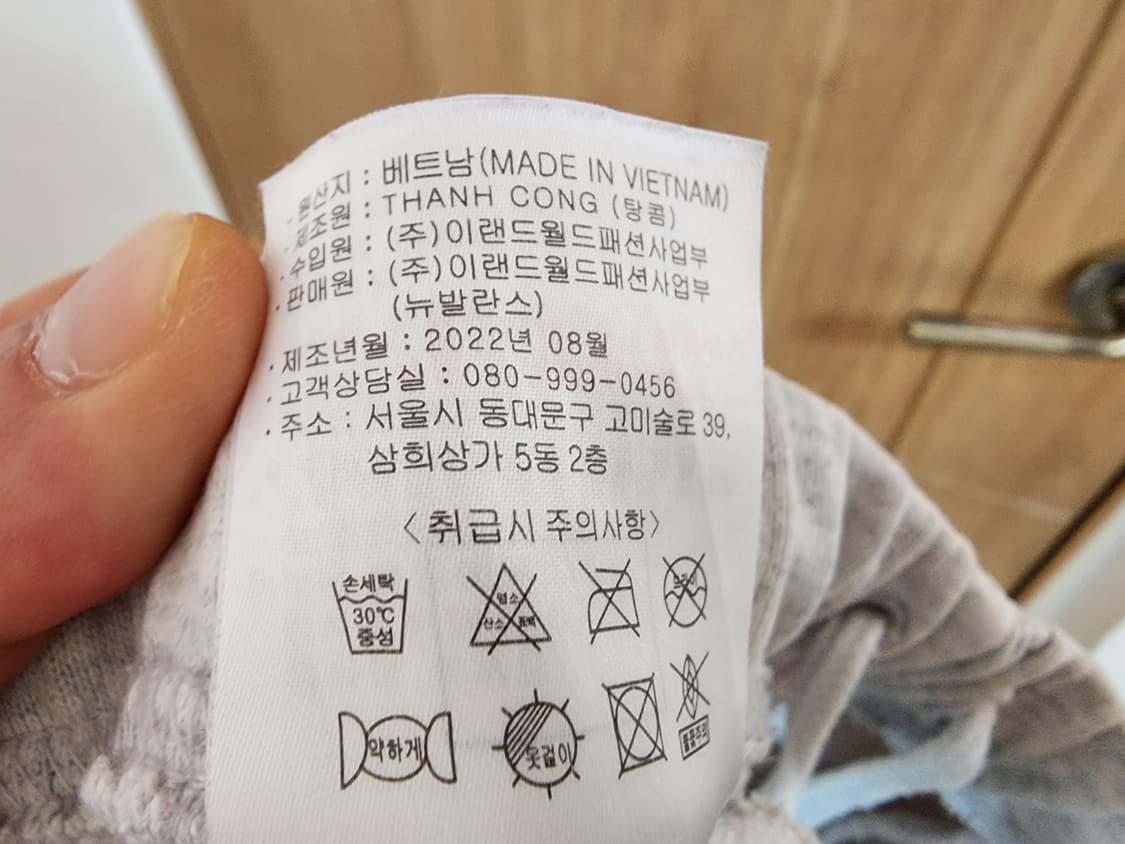 · 원산지 : 베트남(MADE IN VIETNAM)
· 제조원 : THANH CONG (탕콤)
· 수입원 : (주)이랜드월드패션사업부
· 판매원 : (주)이랜드월드패션사업부
(뉴발란스)
· 제조년월 : 2022년 08월
· 고객상담실 : 080-999-0456
· 주소 : 서울시 동대문구 고미술로 39,
삼희상가 5동 2층
〈취급시 주의사항〉
손세탁
30℃
중성
염소
산소 표백
드라이
약하게
옷걸이